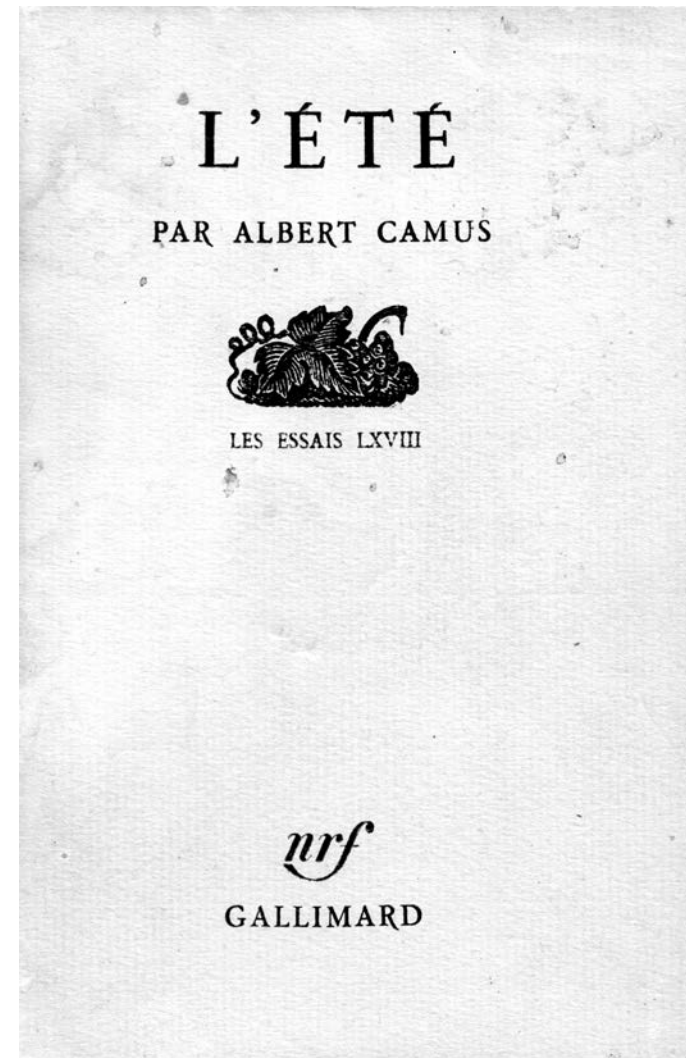 L'ÉTÉ
PAR ALBERT CAMUS
LES ESSAIS LXVIII
nrf
GALLIMARD